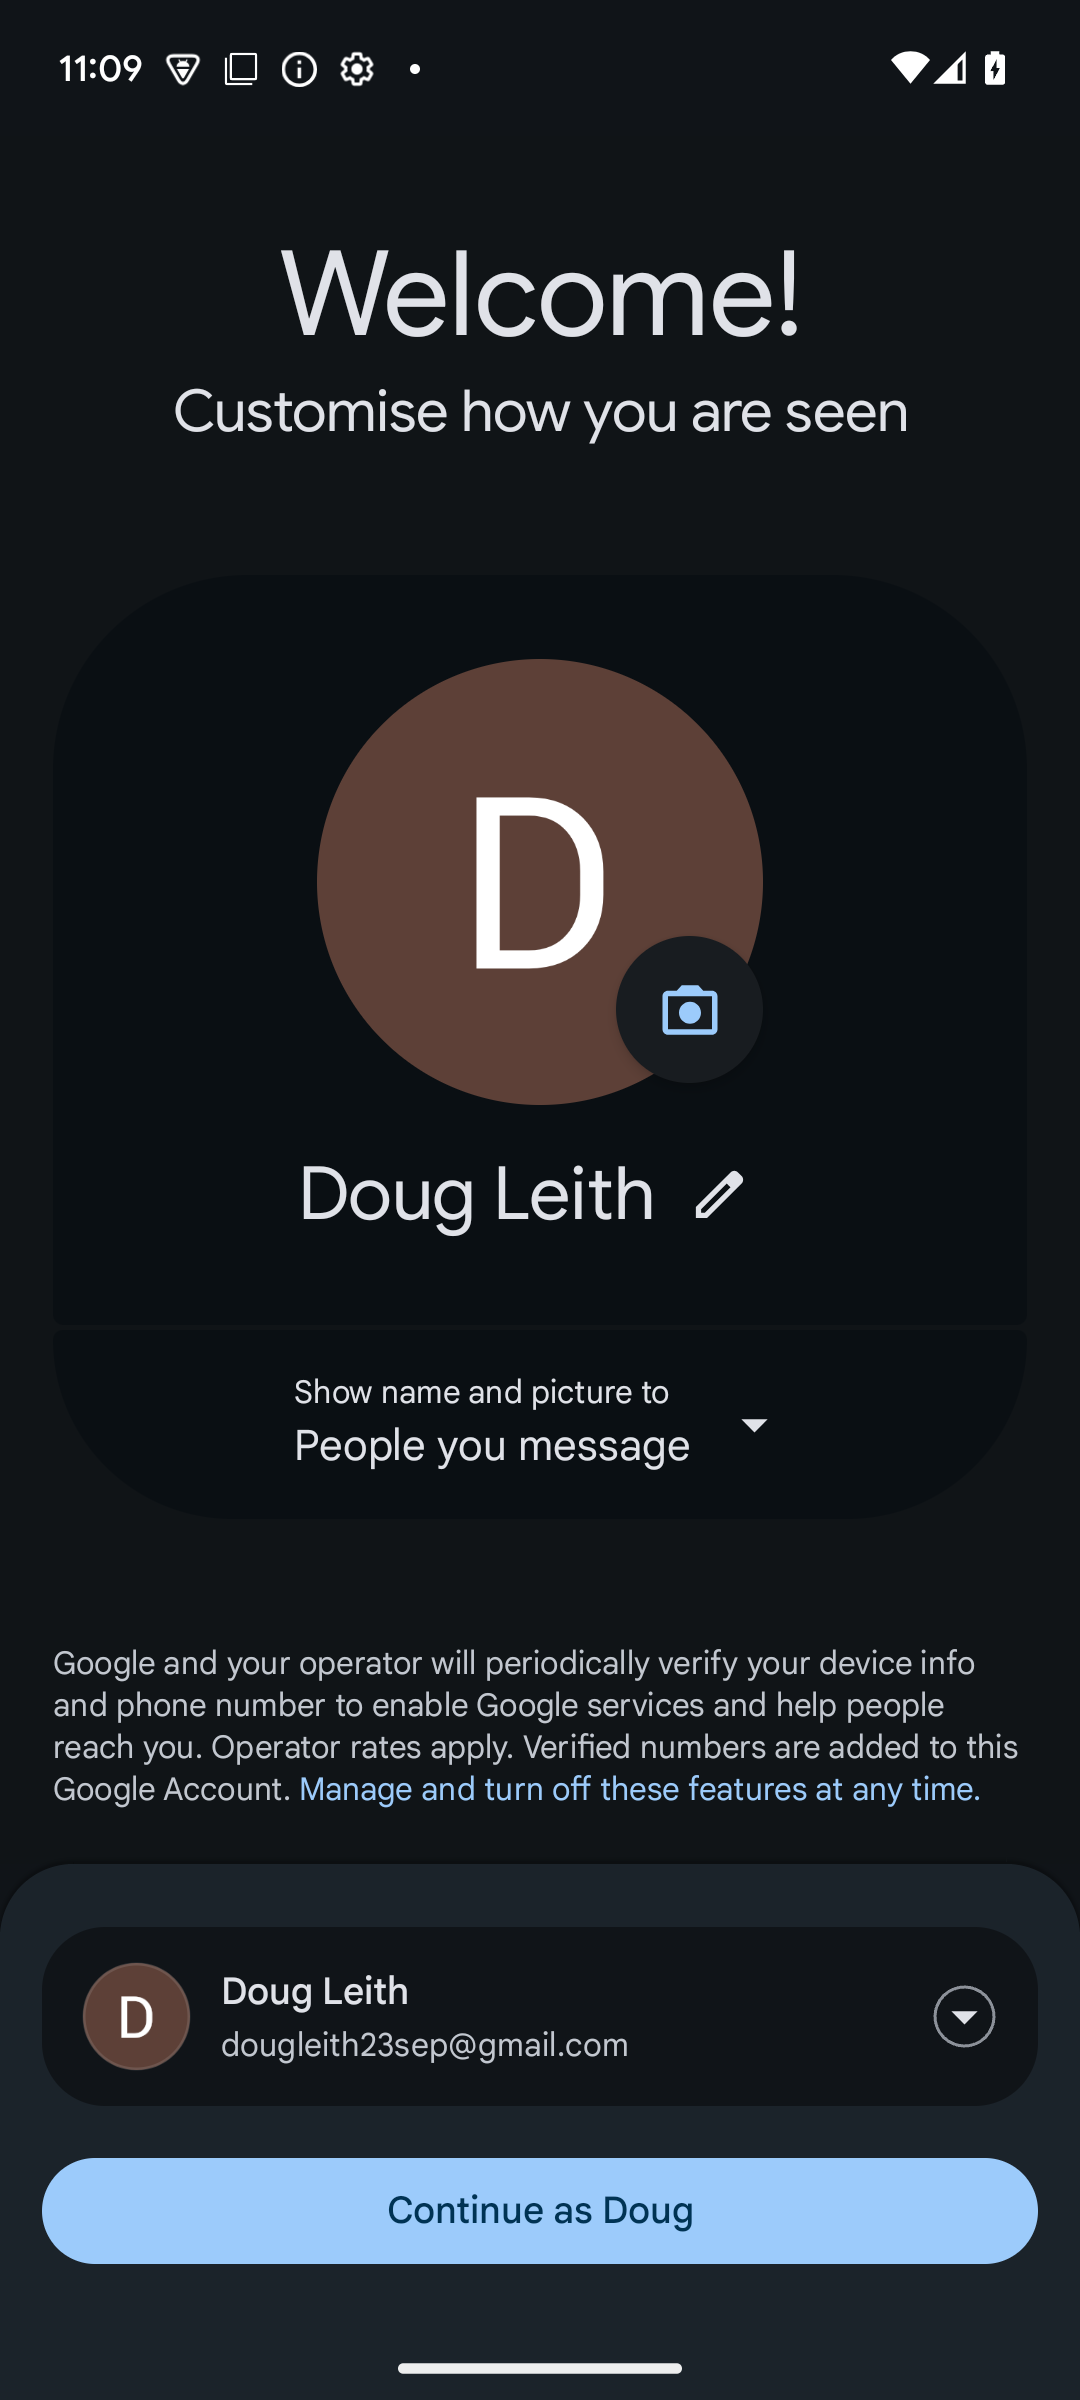 11:09
Welcome!
Customise how you are seen
D
Doug Leith
Show name and picture to
People you message
Google and your operator will periodically verify your device info
and phone number to enable Google services and help people
reach you. Operator rates apply. Verified numbers are added to this
Google Account. Manage and turn off these features at any time.
D
Doug Leith
dougleith23sep@gmail.com
Continue as Doug